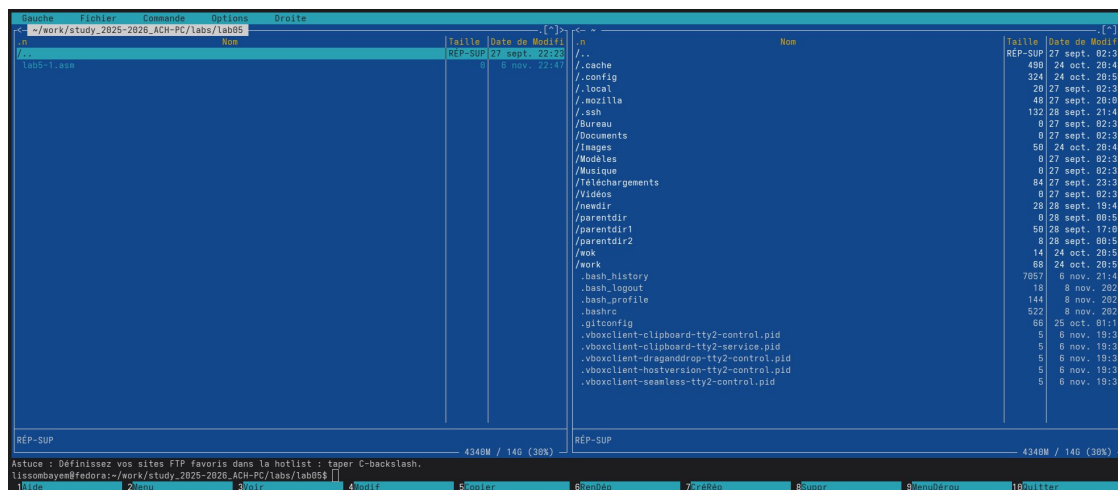 Gauche Fichier Commande Options Droite
<- ~/work/study_2025-2026_ACH-PC/labs/lab05 .[^]>
.n Nom Taille Date de Modifi
/.. RÉP-SUP 27 sept. 22:23
lab5-1.asm 0 6 nov. 22:47
RÉP-SUP
4340M / 14G (30%)
<- ~ .[^]
.n Nom Taille Date de Modif
/.. RÉP-SUP 27 sept. 02:3
/.cache 490 24 oct. 20:4
/.config 324 24 oct. 20:5
/.local 20 27 sept. 02:3
/.mozilla 48 27 sept. 20:0
/.ssh 132 28 sept. 21:4
/Bureau 0 27 sept. 02:3
/Documents 0 27 sept. 02:3
/Images 50 24 oct. 20:4
/Modèles 0 27 sept. 02:3
/Musique 0 27 sept. 02:3
/Téléchargements 84 27 sept. 23:3
/Vidéos 0 27 sept. 02:3
/newdir 28 28 sept. 19:4
/parentdir 0 28 sept. 00:5
/parentdir1 50 28 sept. 17:0
/parentdir2 8 28 sept. 00:5
/wok 14 24 oct. 20:5
/work 68 24 oct. 20:5
.bash_history 7057 6 nov. 21:4
.bash_logout 18 8 nov. 202
.bash_profile 144 8 nov. 202
.bashrc 522 8 nov. 202
.gitconfig 66 25 oct. 01:1
.vboxclient-clipboard-tty2-control.pid 5 6 nov. 19:3
.vboxclient-clipboard-tty2-service.pid 5 6 nov. 19:3
.vboxclient-draganddrop-tty2-control.pid 5 6 nov. 19:3
.vboxclient-hostversion-tty2-control.pid 5 6 nov. 19:3
.vboxclient-seamless-tty2-control.pid 5 6 nov. 19:3
RÉP-SUP
4340M / 14G (30%)
Astuce : Définissez vos sites FTP favoris dans la hotlist : taper C-backslash.
lissombayem@fedora:~/work/study_2025-2026_ACH-PC/labs/lab05$
1Aide 2Menu 3Voir 4Modif 5Copier 6RenDép 7CréRép 8Suppr 9MenuDérou 10Quitter